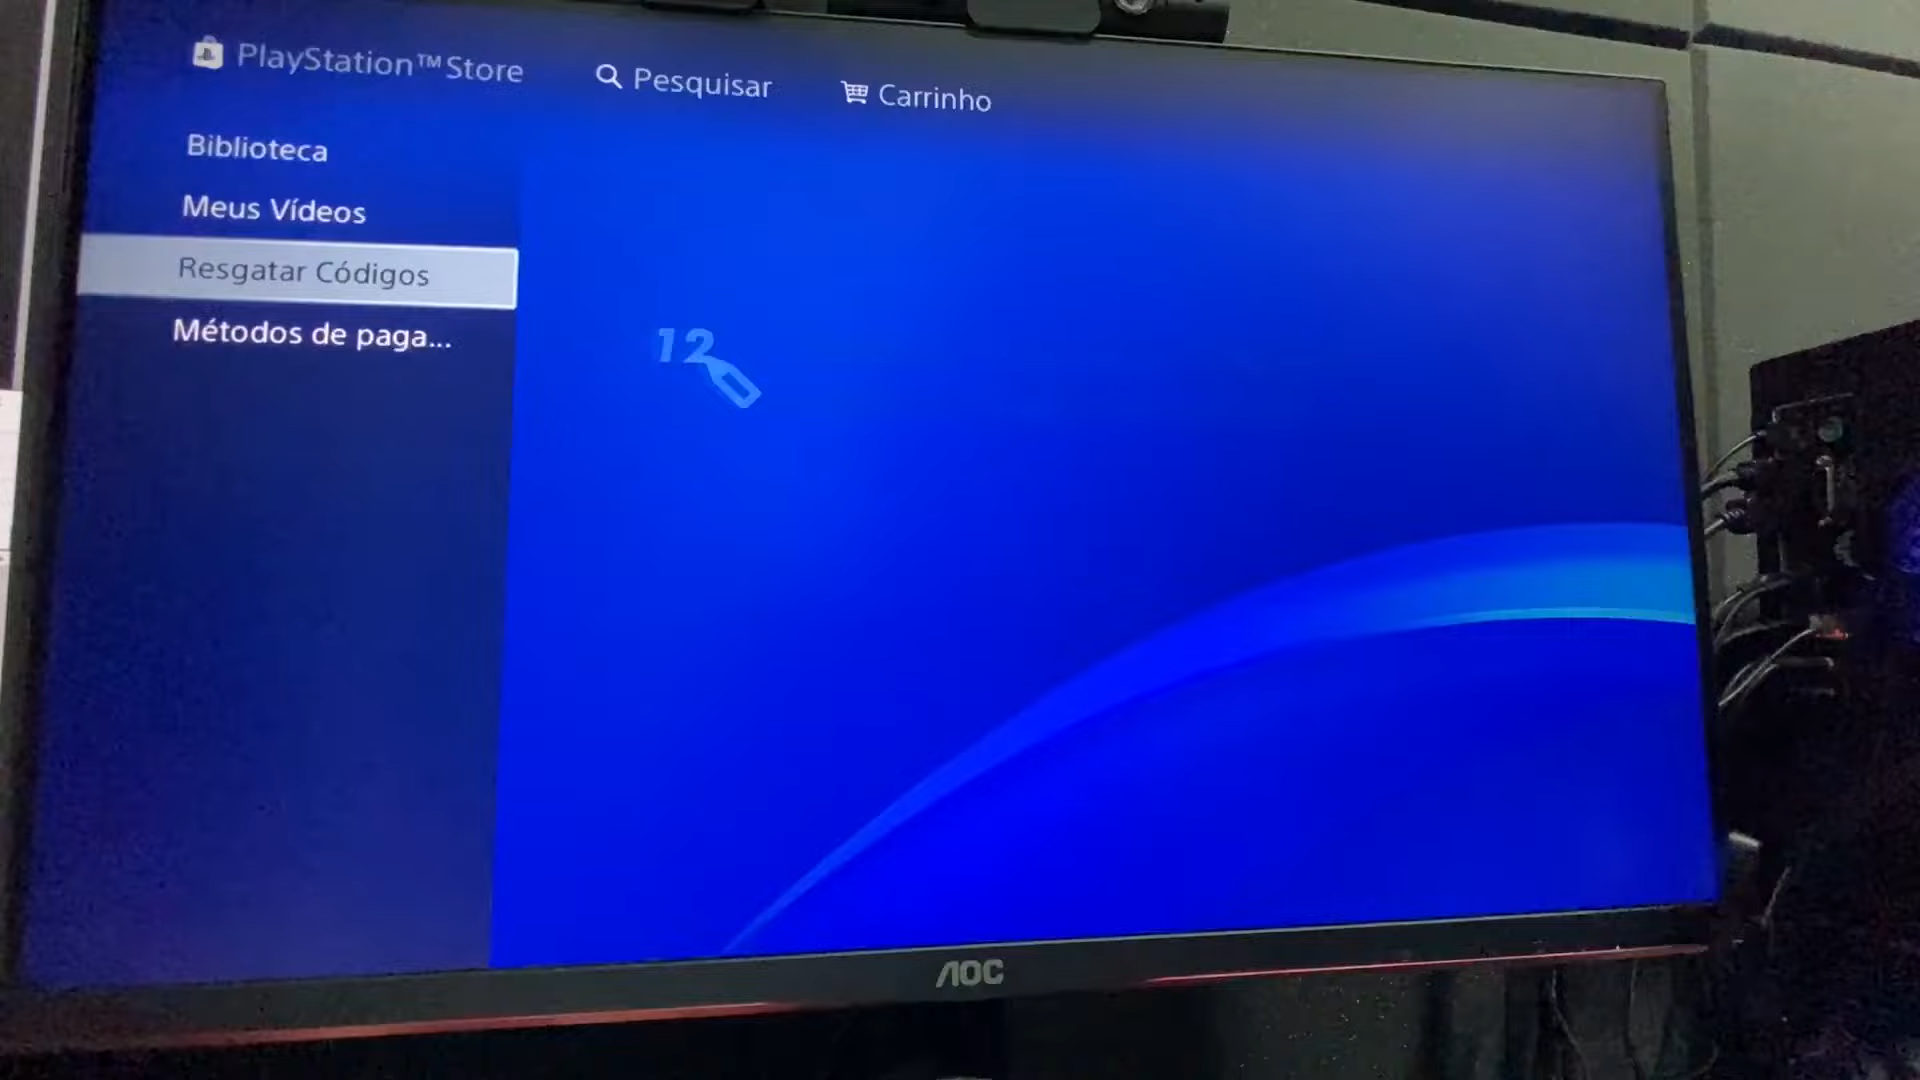 PlayStation™Store
Pesquisar
Carrinho
Biblioteca
Meus Vídeos
Resgatar Códigos
Métodos de paga...
12
AOC